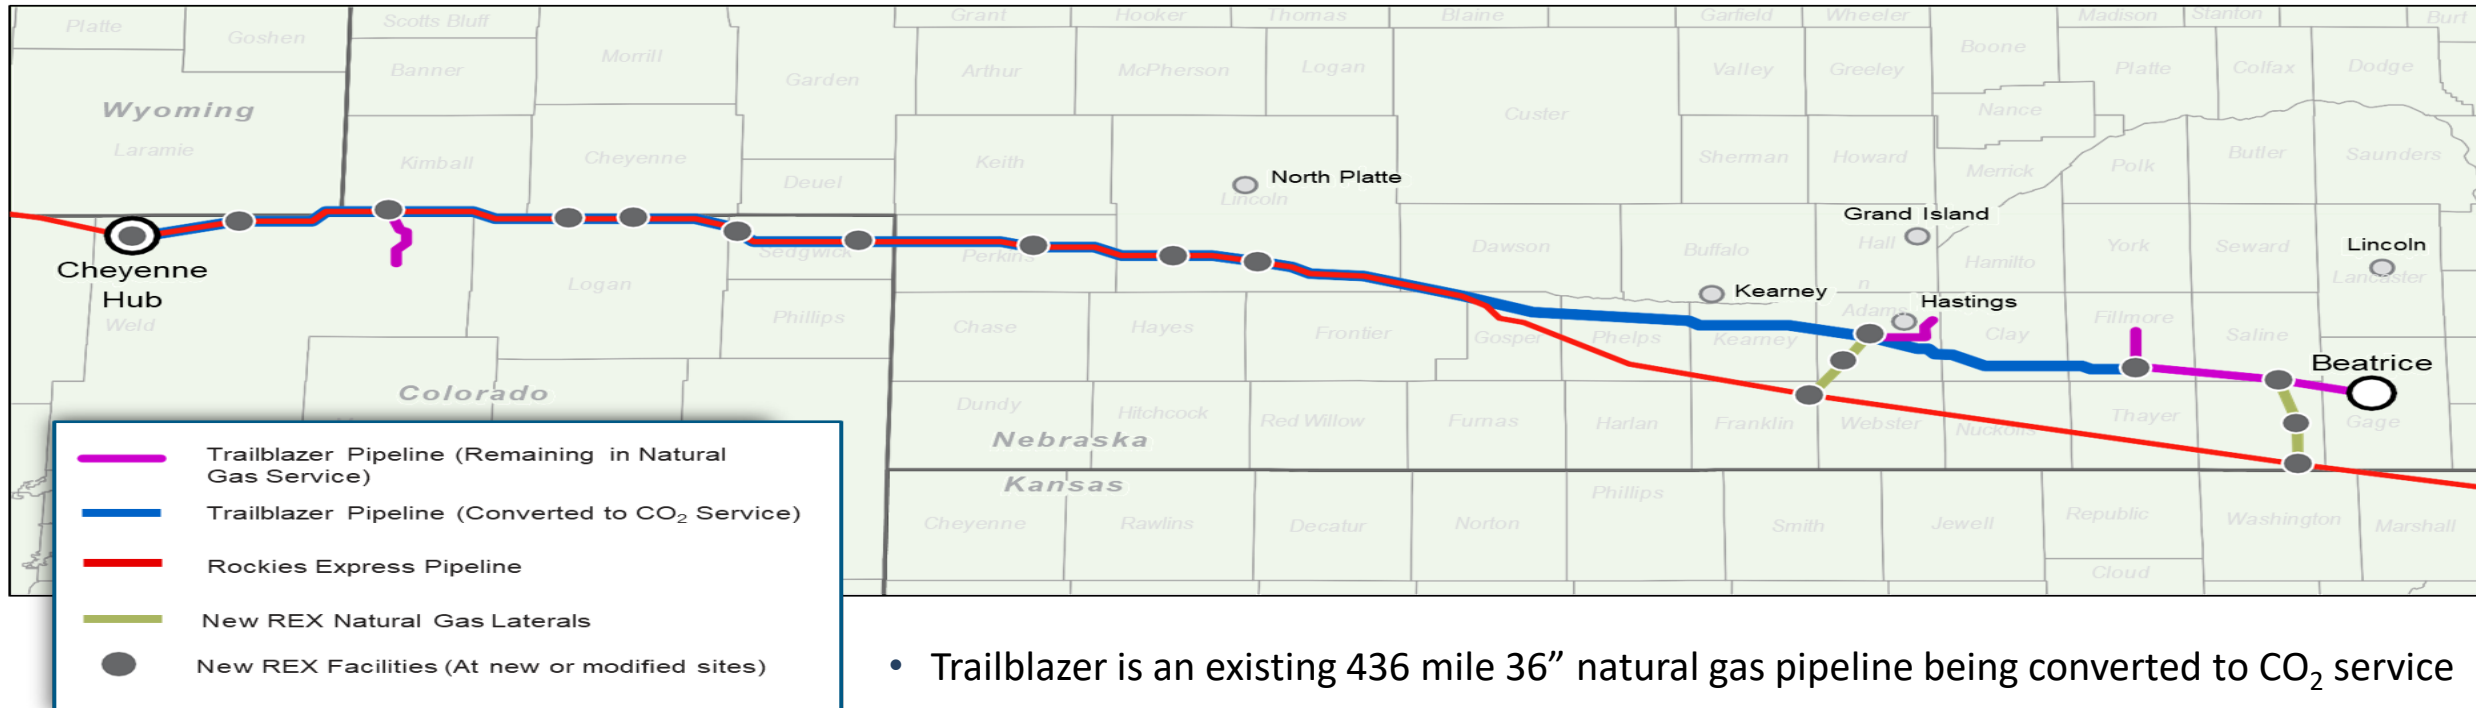 Platte
Scotts Bluff
Grant
Hooker
Thomas
Blaine
Garfield
Wheeler
Madison
Stanton
Burt
Goshen
Banner
Morrill
Garden
Arthur
McPherson
Logan
Valley
Greeley
Boone
Platte
Colfax
Dodge
Wyoming
Custer
Nance
Laramie
Kimball
Cheyenne
Deuel
Keith
North Platte
Lincoln
Sherman
Howard
Merrick
Polk
Butler
Saunders
Grand Island
Cheyenne
Hub
Weld
Logan
Sedgwick
Perkins
Dawson
Buffalo
Hall
Hamilto
n
York
Seward
Lincoln
Lancaster
Phillips
Chase
Hayes
Frontier
Gosper
Phelps
Kearney
Kearney
Adams
Hastings
Clay
Fillmore
Saline
Beatrice
Colorado
Dundy
Hitchcock
Red Willow
Furnas
Harlan
Franklin
Webster
Nuckolls
Thayer
Gage
Nebraska
Kansas
Cheyenne
Rawlins
Decatur
Norton
Phillips
Smith
Jewell
Republic
Washington
Marshall
Cloud
Trailblazer Pipeline (Remaining in Natural
Gas Service)
Trailblazer Pipeline (Converted to CO₂ Service)
Rockies Express Pipeline
New REX Natural Gas Laterals
New REX Facilities (At new or modified sites)
• Trailblazer is an existing 436 mile 36” natural gas pipeline being converted to CO₂ service